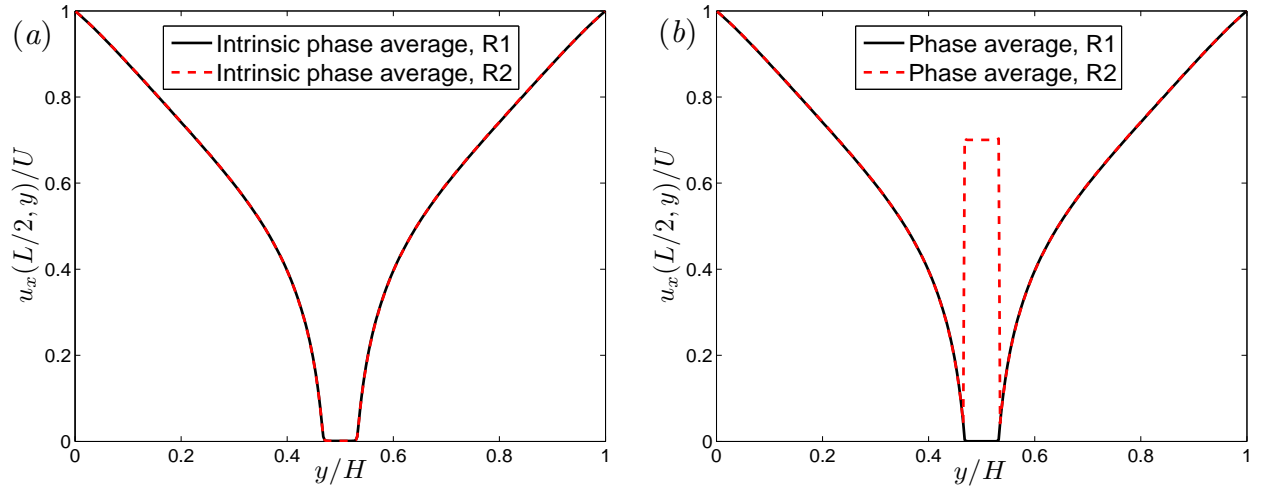 (a)
Intrinsic phase average, R1
Intrinsic phase average, R2
u_x(L/2, y)/U
1
0.8
0.6
0.4
0.2
0
0 0.2 0.4 0.6 0.8 1
y/H
(b)
Phase average, R1
Phase average, R2
u_x(L/2, y)/U
1
0.8
0.6
0.4
0.2
0
0 0.2 0.4 0.6 0.8 1
y/H